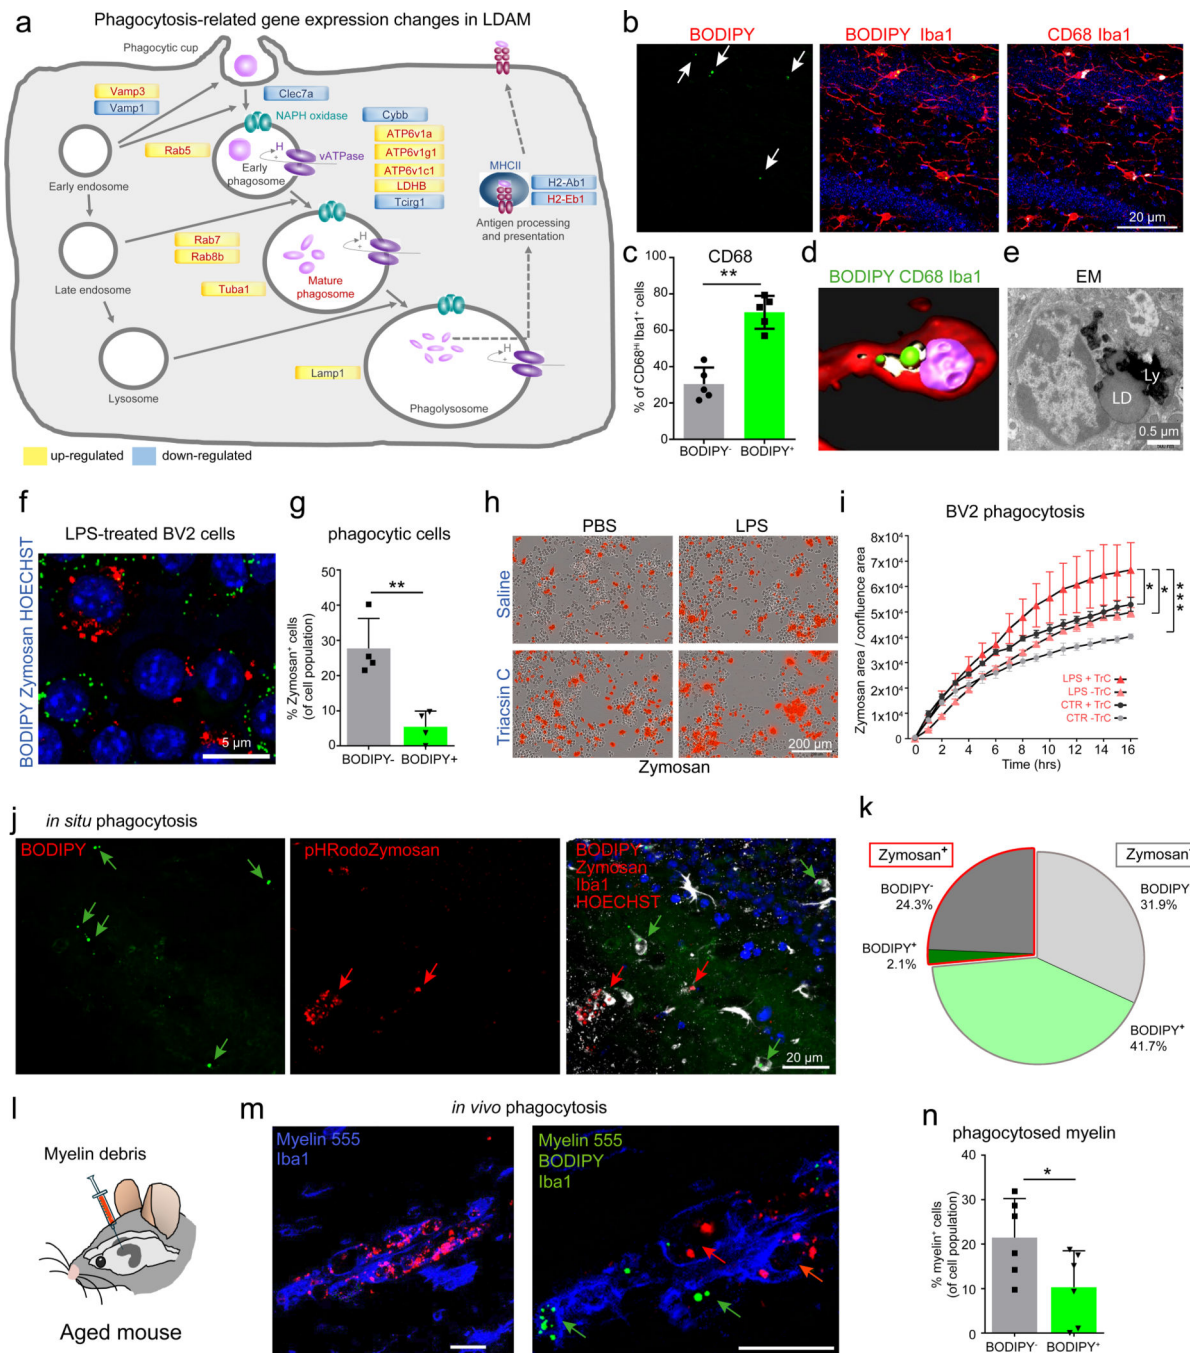 a
Phagocytosis-related gene expression changes in LDAM
Phagocytic cup
Vamp3
Vamp1
Clec7a
NAPH oxidase
Cybb
Rab5
H
+
vATPase
Early
phagosome
ATP6v1a
ATP6v1g1
ATP6v1c1
LDHB
Tcirg1
MHCII
H2-Ab1
H2-Eb1
Antigen processing
and presentation
Early endosome
Rab7
Rab8b
H
+
Tuba1
Mature
phagosome
Late endosome
H
+
Lamp1
Lysosome
Phagolysosome
up-regulated
down-regulated
b
BODIPY
BODIPY Iba1
CD68 Iba1
20 µm
c
CD68
**
% of CD68Hi Iba1+ cells
100
80
60
40
20
0
BODIPY-
BODIPY+
d
BODIPY CD68 Iba1
e
EM
Ly
LD
0.5 µm
f
LPS-treated BV2 cells
BODIPY Zymosan HOECHST
5 µm
g
phagocytic cells
**
% Zymosan+ cells
(of cell population)
50
40
30
20
10
0
BODIPY-
BODIPY+
h
PBS
LPS
Saline
Triacsin C
200 µm
Zymosan
i
BV2 phagocytosis
Zymosan area / confluence area
8x10⁴
7x10⁴
6x10⁴
5x10⁴
4x10⁴
3x10⁴
2x10⁴
1x10⁴
0
*
*
***
LPS + TrC
LPS -TrC
CTR + TrC
CTR -TrC
0 2 4 6 8 10 12 14 16
Time (hrs)
j
in situ phagocytosis
BODIPY
pHRodoZymosan
BODIPY
Zymosan
Iba1
HOECHST
20 µm
k
Zymosan+
Zymosan-
BODIPY-
24.3%
BODIPY+
2.1%
BODIPY
31.9%
BODIPY+
41.7%
l
Myelin debris
Aged mouse
m
in vivo phagocytosis
Myelin 555
Iba1
Myelin 555
BODIPY
Iba1
n
phagocytosed myelin
*
% myelin+ cells
(of cell population)
40
30
20
10
0
BODIPY-
BODIPY+